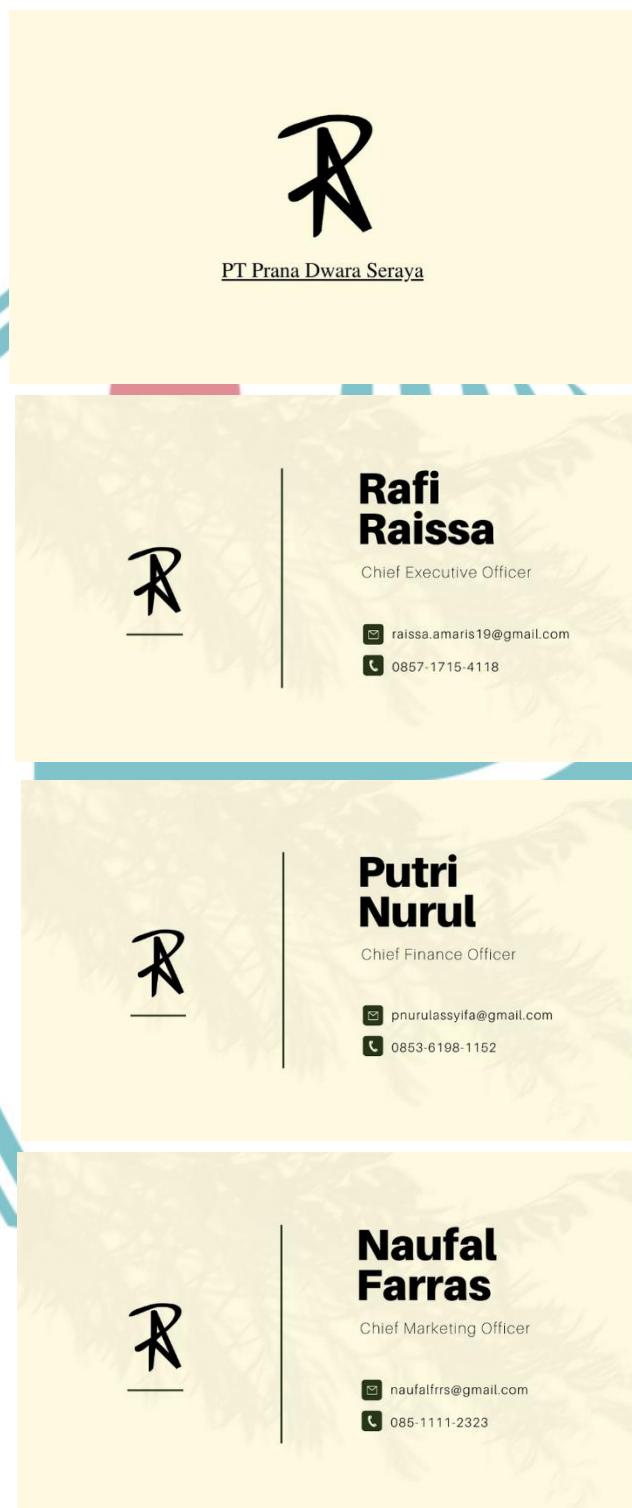 PT Prana Dwara Seraya
Rafi
Raissa
Chief Executive Officer
raissa.amaris19@gmail.com
0857-1715-4118
Putri
Nurul
Chief Finance Officer
pnurulassyifa@gmail.com
0853-6198-1152
Naufal
Farras
Chief Marketing Officer
naufalfrrs@gmail.com
085-1111-2323